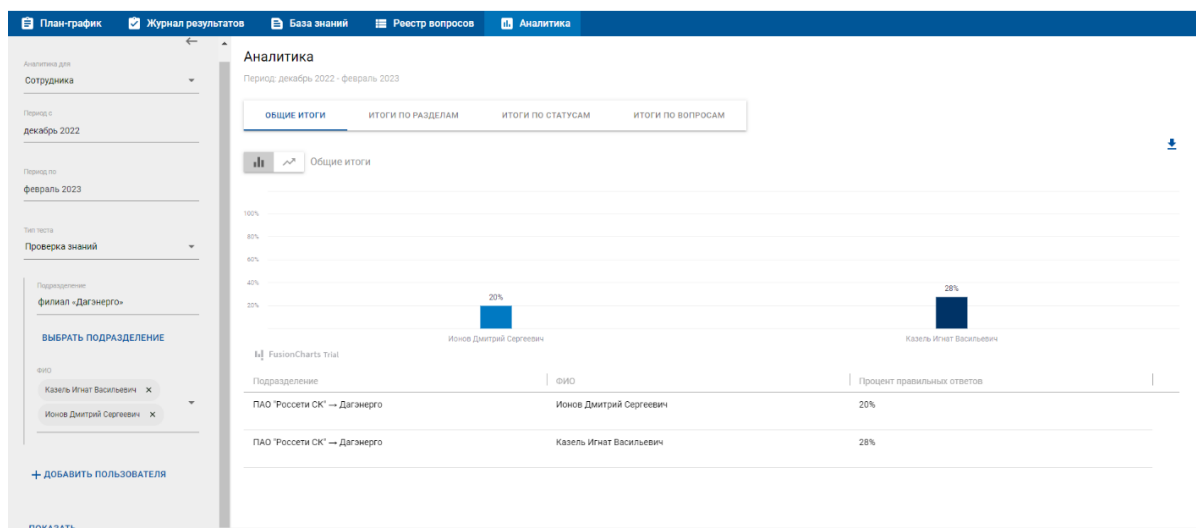 План-график
Журнал результатов
База знаний
Реестр вопросов
Аналитика
Аналитика для
Сотрудника
Период с
декабрь 2022
Период по
февраль 2023
Тип теста
Проверка знаний
Подразделение
филиал «Дагэнерго»
ВЫБРАТЬ ПОДРАЗДЕЛЕНИЕ
ФИО
Казель Игнат Васильевич
Ионов Дмитрий Сергеевич
ДОБАВИТЬ ПОЛЬЗОВАТЕЛЯ
ПОКАЗАТЬ
Аналитика
Период: декабрь 2022 - февраль 2023
ОБЩИЕ ИТОГИ
ИТОГИ ПО РАЗДЕЛАМ
ИТОГИ ПО СТАТУСАМ
ИТОГИ ПО ВОПРОСАМ
Общие итоги
100%
80%
60%
40%
20%
20%
28%
Ионов Дмитрий Сергеевич
Казель Игнат Васильевич
FusionCharts Trial
Подразделение ФИО Процент правильных ответов
ПАО "Россети СК" → Дагэнерго Ионов Дмитрий Сергеевич 20%
ПАО "Россети СК" → Дагэнерго Казель Игнат Васильевич 28%